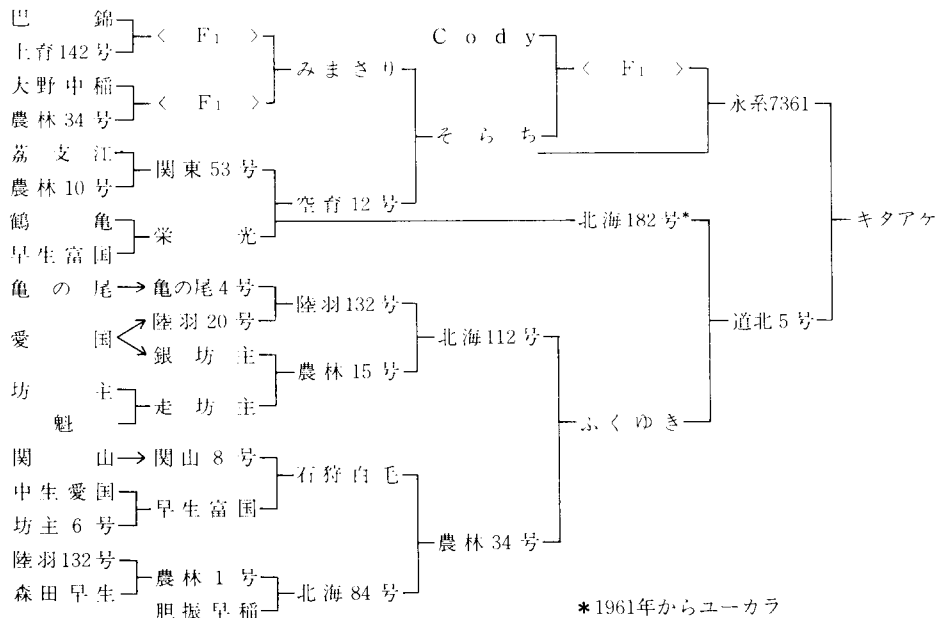 巴錦
上育142号
< F₁ >
大野中稲
農林34号
< F₁ >
みまさり
Cody
< F₁ >
永系7361
そらち
荔支江
農林10号
関東53号
空育12号
鶴亀
早生富国
栄光
北海182号*
キタアケ
亀の尾
亀の尾4号
陸羽132号
愛国
陸羽20号
銀坊主
北海112号
道北5号
農林15号
坊主
魁
走坊主
ふくゆき
関山
関山8号
石狩白毛
中生愛国
坊主6号
早生富国
農林34号
陸羽132号
森田早生
農林1号
胆振早稲
北海84号
*1961年からユーカラ